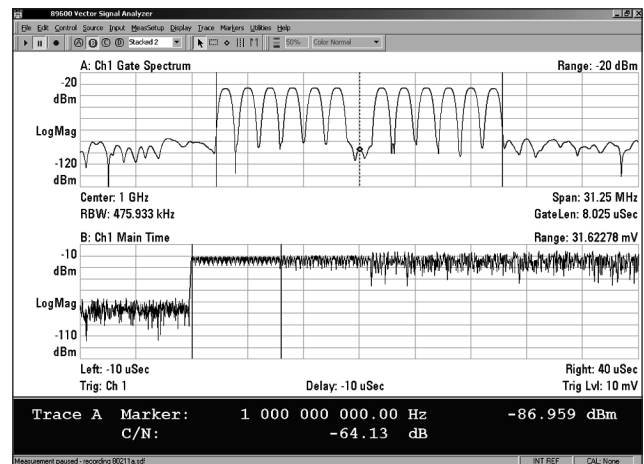 89600 Vector Signal Analyzer
File Edit Control Source Input MeasSetup Display Trace Markers Utilities Help
A B C D Stacked 2 50% Color Normal
A: Ch1 Gate Spectrum Range: -20 dBm
-20
dBm
LogMag
-120
dBm
Center: 1 GHz Span: 31.25 MHz
RBW: 475.933 kHz GateLen: 8.025 uSec
B: Ch1 Main Time Range: 31.62278 mV
-10
dBm
LogMag
-110
dBm
Left: -10 uSec Right: 40 uSec
Trig: Ch 1 Delay: -10 uSec Trig Lvl: 10 mV
Trace A Marker: 1 000 000 000.00 Hz -86.959 dBm
C/N: -64.13 dB
Measurement paused - recording 80211a.sdf INT REF CAL: None